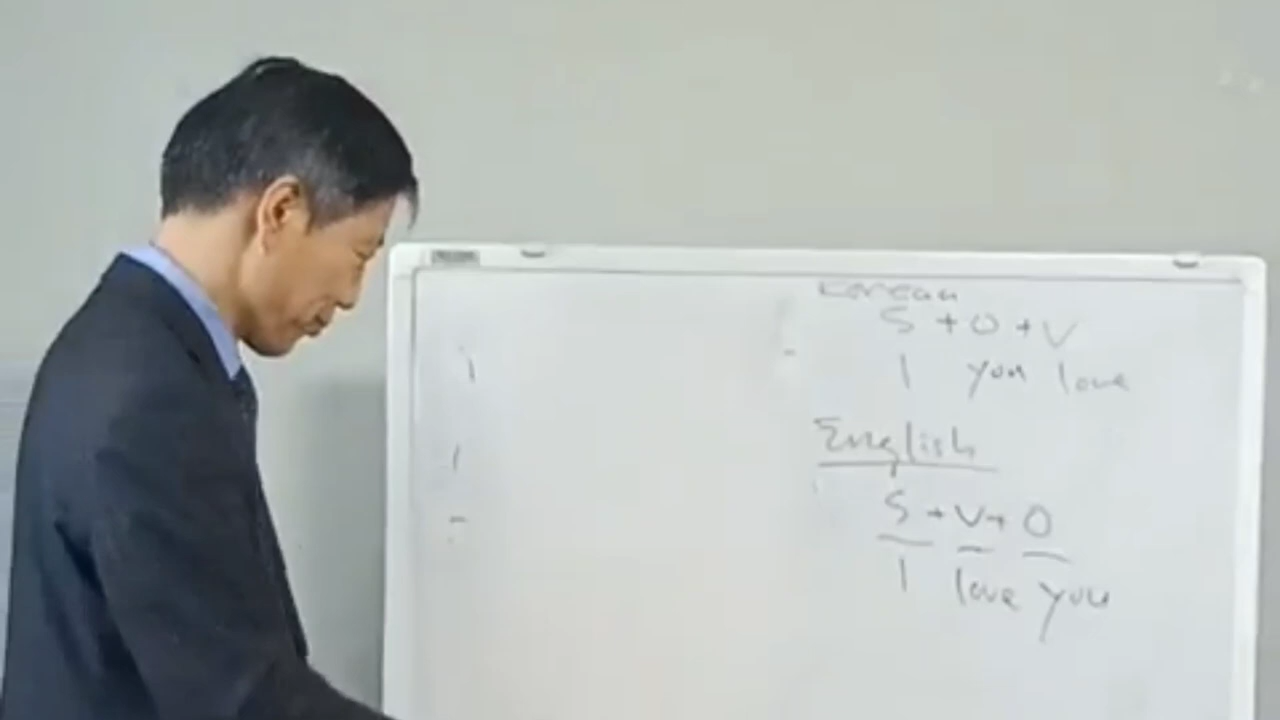 Korean
S + O + V
I you love
English
S + V + O
I love you